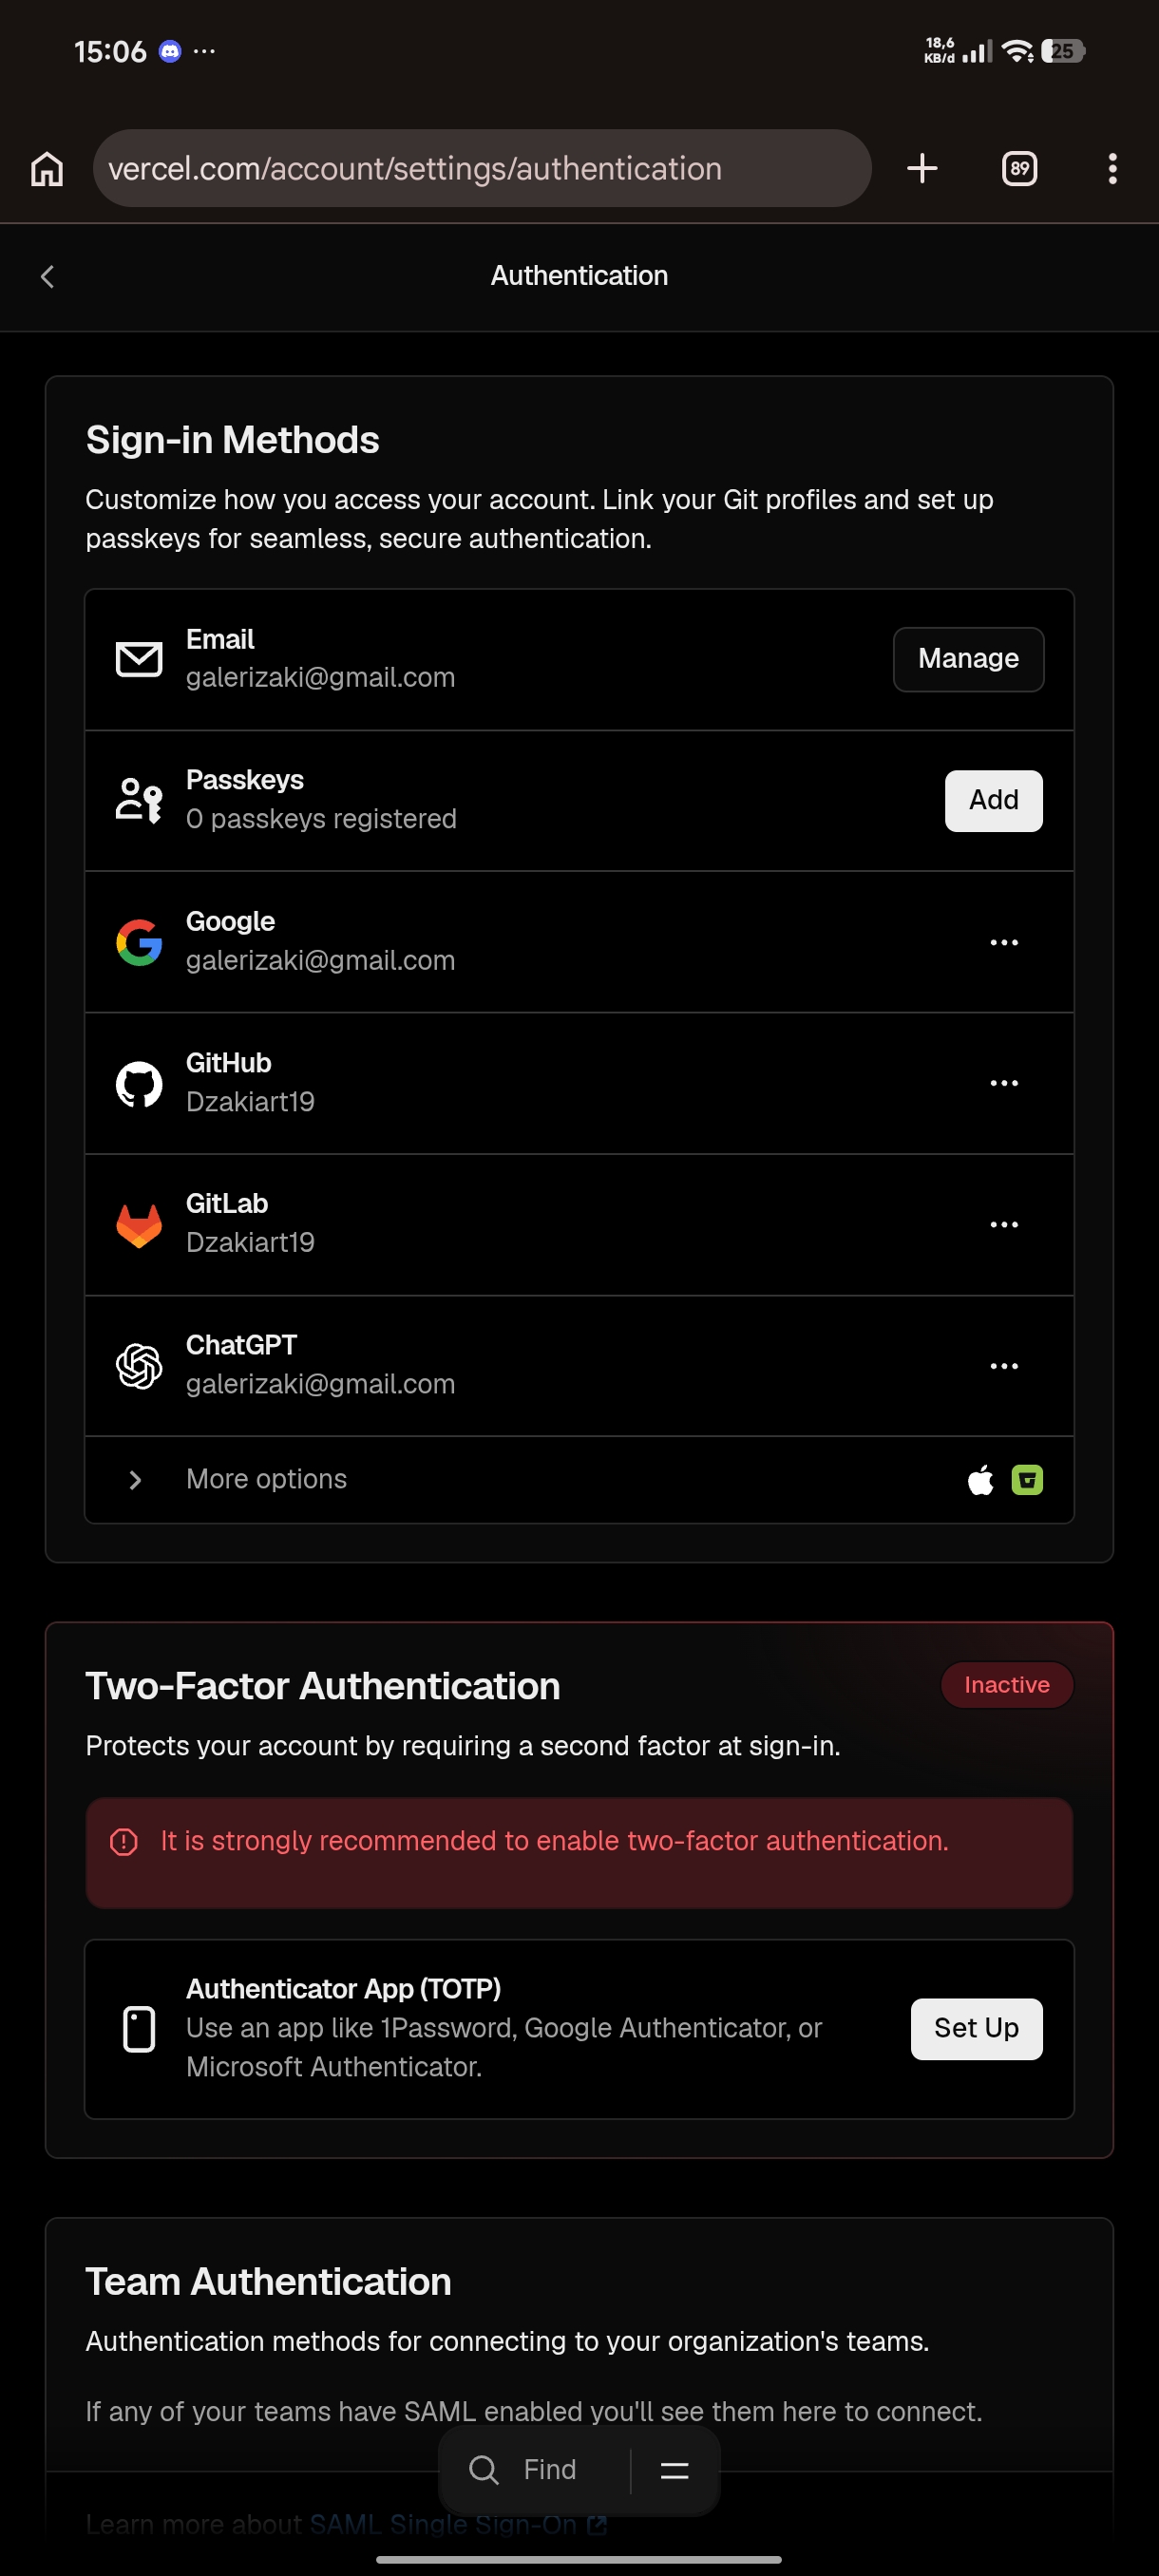 15:06
18,6
KB/d
25
vercel.com/account/settings/authentication
89
Authentication
Sign-in Methods
Customize how you access your account. Link your Git profiles and set up
passkeys for seamless, secure authentication.
Email
galerizaki@gmail.com
Manage
Passkeys
0 passkeys registered
Add
Google
galerizaki@gmail.com
GitHub
Dzakiart19
GitLab
Dzakiart19
ChatGPT
galerizaki@gmail.com
More options
Two-Factor Authentication
Inactive
Protects your account by requiring a second factor at sign-in.
It is strongly recommended to enable two-factor authentication.
Authenticator App (TOTP)
Use an app like 1Password, Google Authenticator, or
Microsoft Authenticator.
Set Up
Team Authentication
Authentication methods for connecting to your organization's teams.
If any of your teams have SAML enabled you'll see them here to connect.
Find
Learn more about SAML Single Sign-On